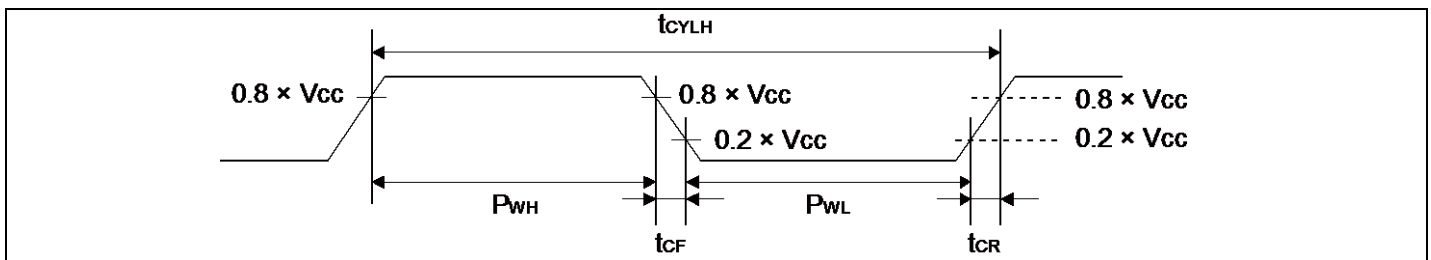 tCYLH
0.8 × Vcc
0.8 × Vcc
0.8 × Vcc
0.2 × Vcc
0.2 × Vcc
PWH
PWL
tCF
tCR